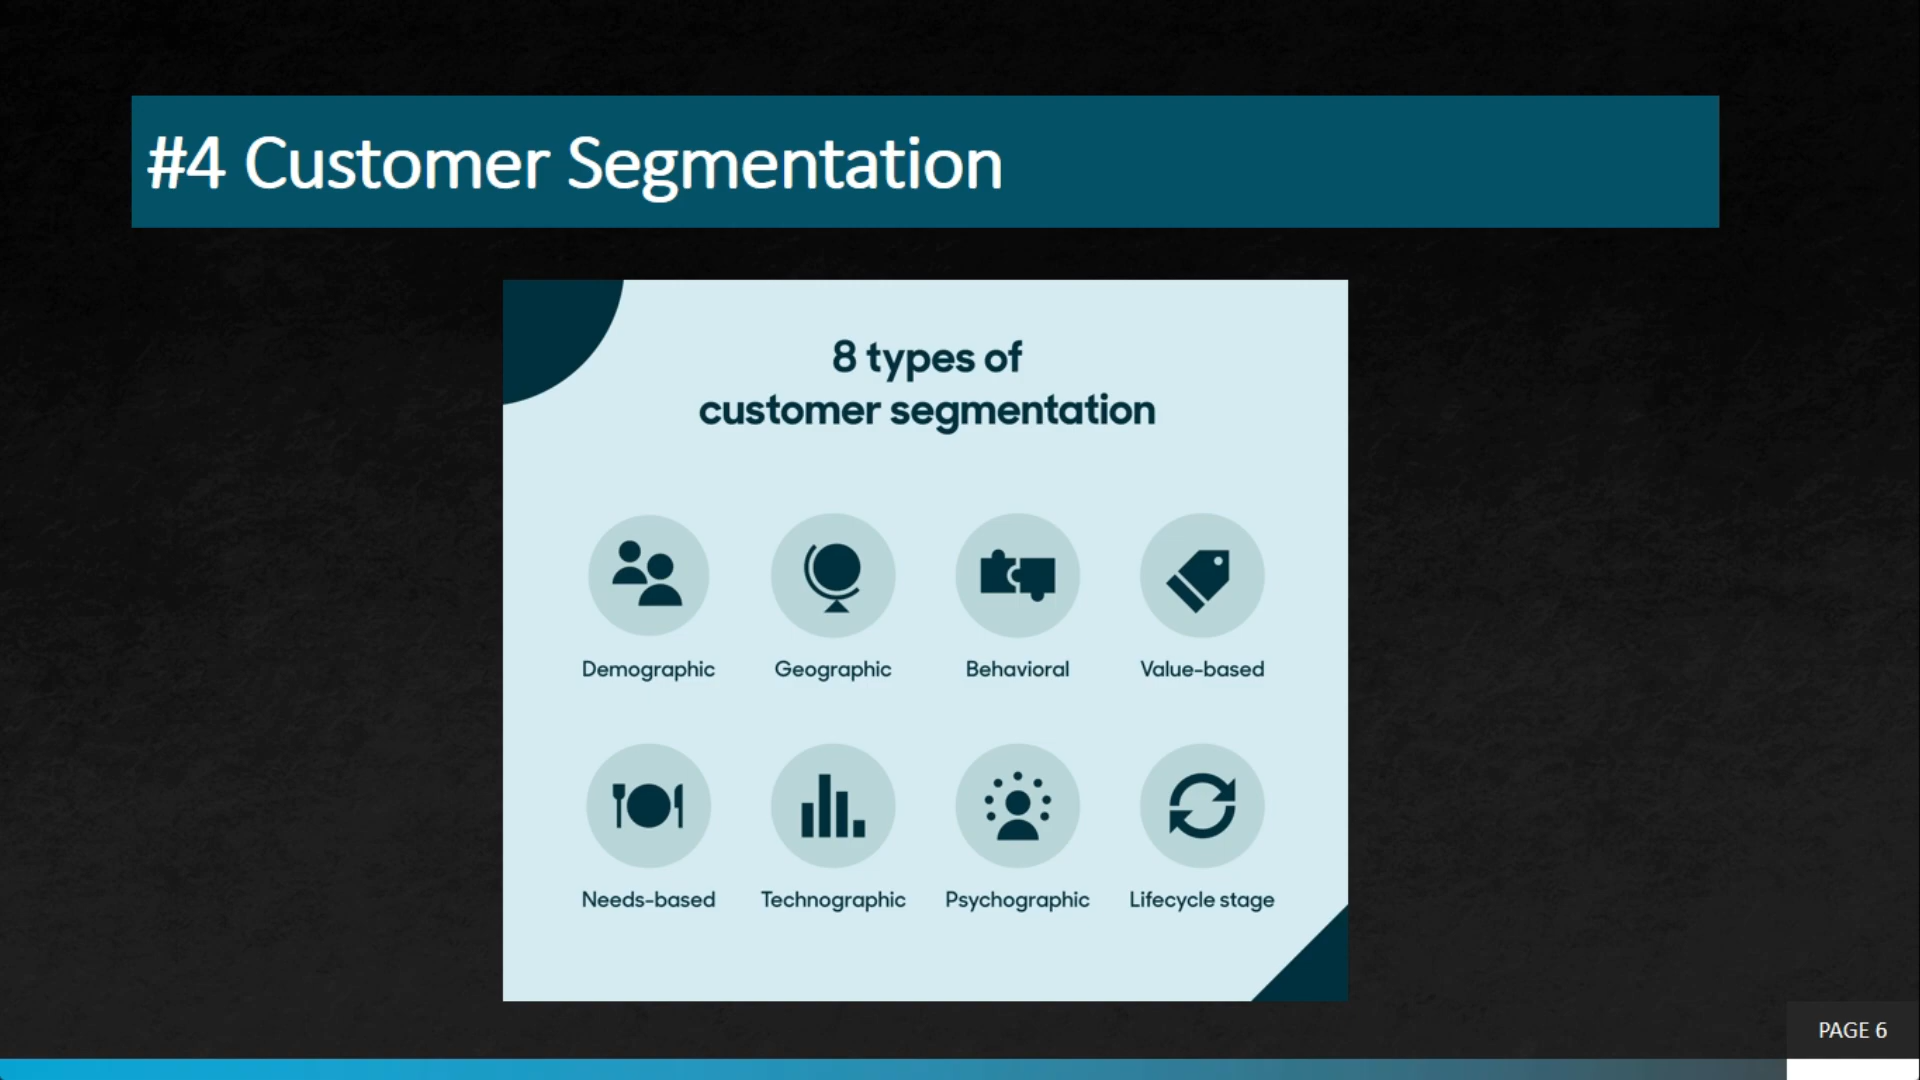 #4 Customer Segmentation
8 types of
customer segmentation
Demographic
Geographic
Behavioral
Value-based
Needs-based
Technographic
Psychographic
Lifecycle stage
PAGE 6